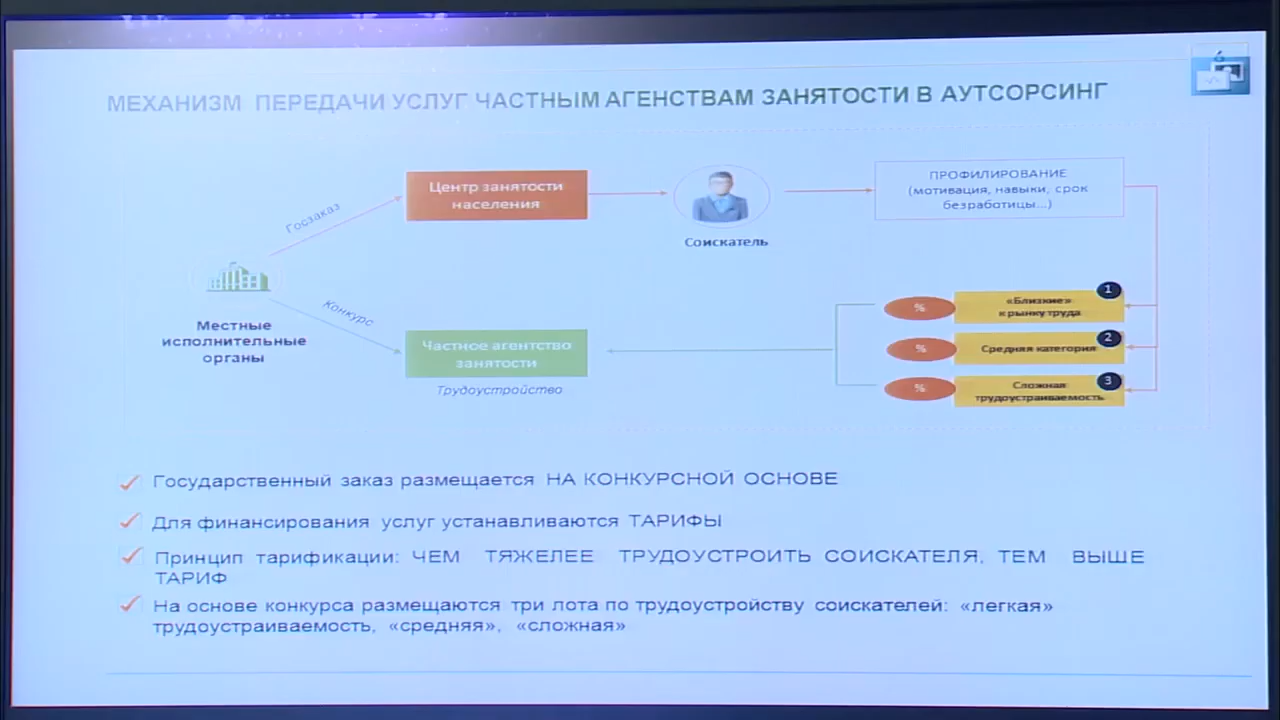 6
МЕХАНИЗМ ПЕРЕДАЧИ УСЛУГ ЧАСТНЫМ АГЕНСТВАМ ЗАНЯТОСТИ В АУТСОРСИНГ
Госзаказ
Центр занятости
населения
Соискатель
ПРОФИЛИРОВАНИЕ
(мотивация, навыки, срок
безработицы...)
Местные
исполнительные
органы
Конкурс
Частное агентство
занятости
Трудоустройство
%
«Близкие»
к рынку труда
1
%
Средняя категория
2
%
Сложная
трудоустраиваемость
3
Государственный заказ размещается НА КОНКУРСНОЙ ОСНОВЕ
Для финансирования услуг устанавливаются ТАРИФЫ
Принцип тарификации: ЧЕМ ТЯЖЕЛЕЕ ТРУДОУСТРОИТЬ СОИСКАТЕЛЯ, ТЕМ ВЫШЕ
ТАРИФ
На основе конкурса размещаются три лота по трудоустройству соискателей: «легкая»
трудоустраиваемость, «средняя», «сложная»